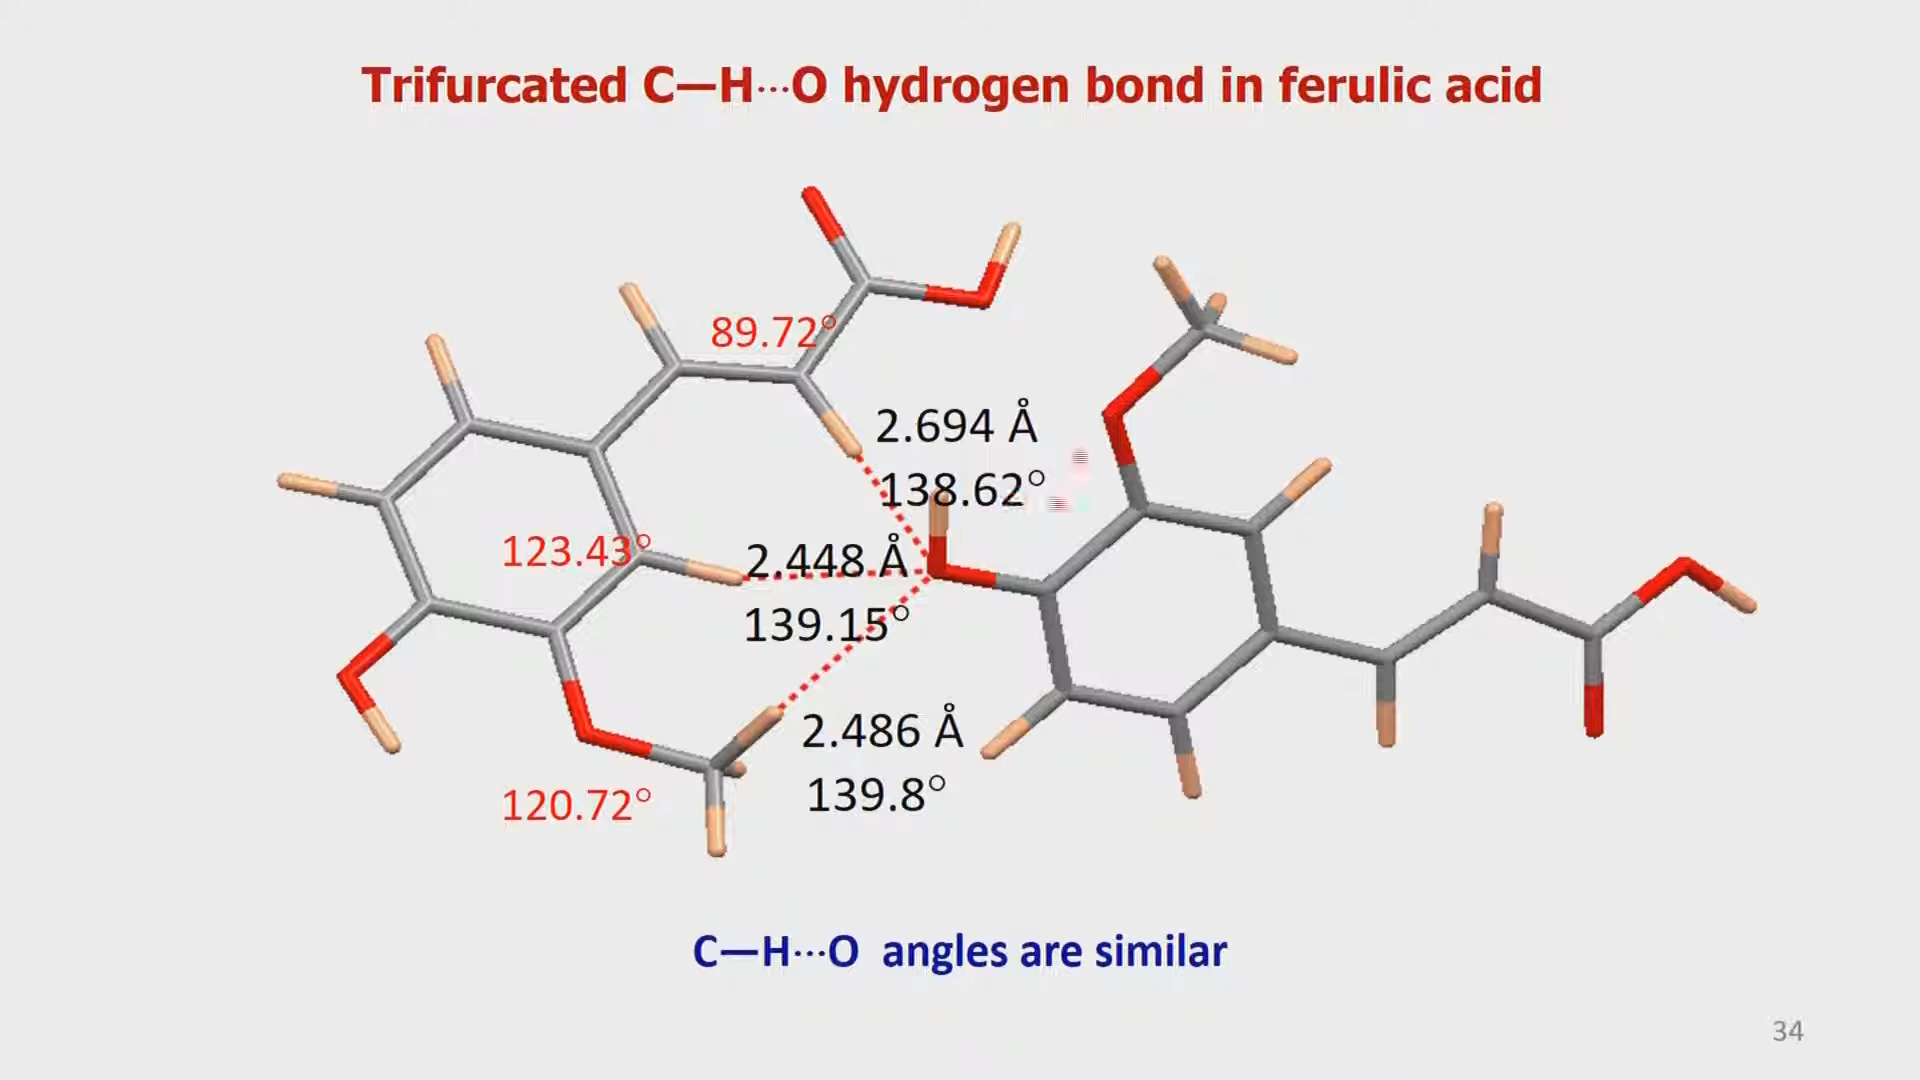 Trifurcated C—H···O hydrogen bond in ferulic acid
89.72°
2.694 Å
138.62°
123.43°
2.448 Å
139.15°
2.486 Å
139.8°
120.72°
C—H···O angles are similar
34